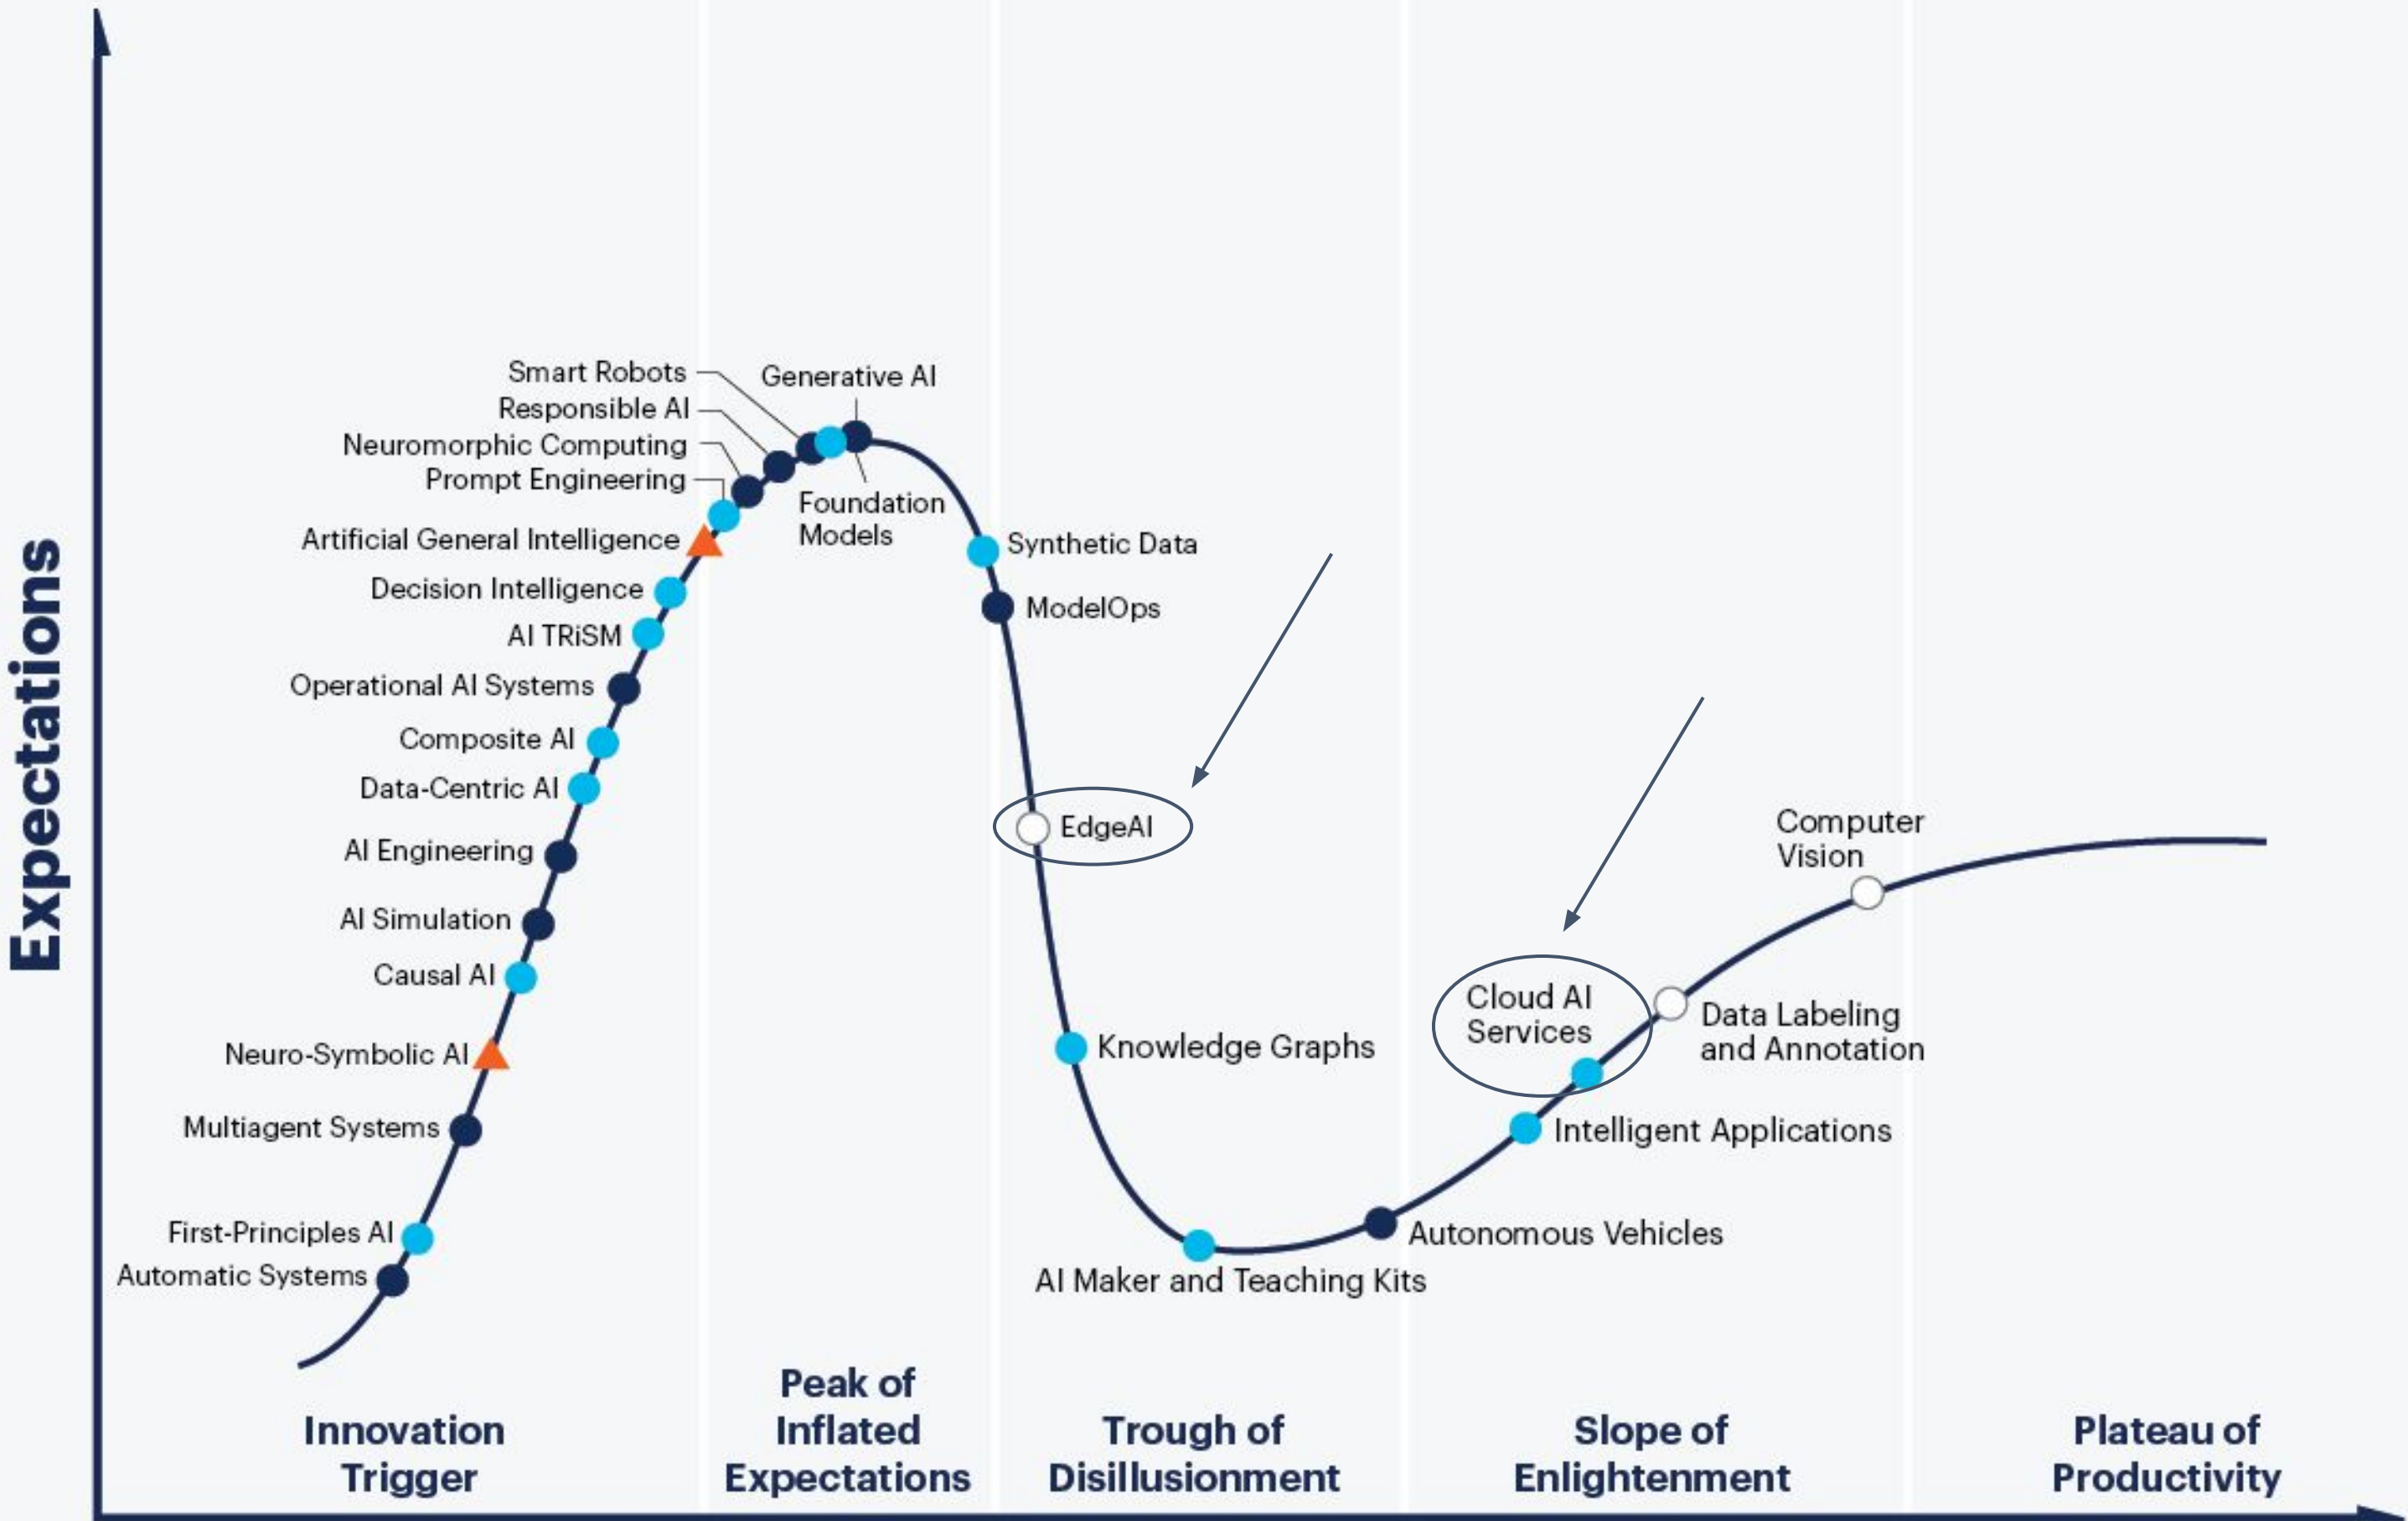 Expectations
Smart Robots
Responsible AI
Neuromorphic Computing
Prompt Engineering
Artificial General Intelligence
Decision Intelligence
AI TRiSM
Operational AI Systems
Composite AI
Data-Centric AI
AI Engineering
AI Simulation
Causal AI
Neuro-Symbolic AI
Multiagent Systems
First-Principles AI
Automatic Systems
Generative AI
Foundation
Models
Synthetic Data
ModelOps
EdgeAI
Knowledge Graphs
AI Maker and Teaching Kits
Autonomous Vehicles
Intelligent Applications
Cloud AI
Services
Data Labeling
and Annotation
Computer
Vision
Innovation
Trigger
Peak of
Inflated
Expectations
Trough of
Disillusionment
Slope of
Enlightenment
Plateau of
Productivity